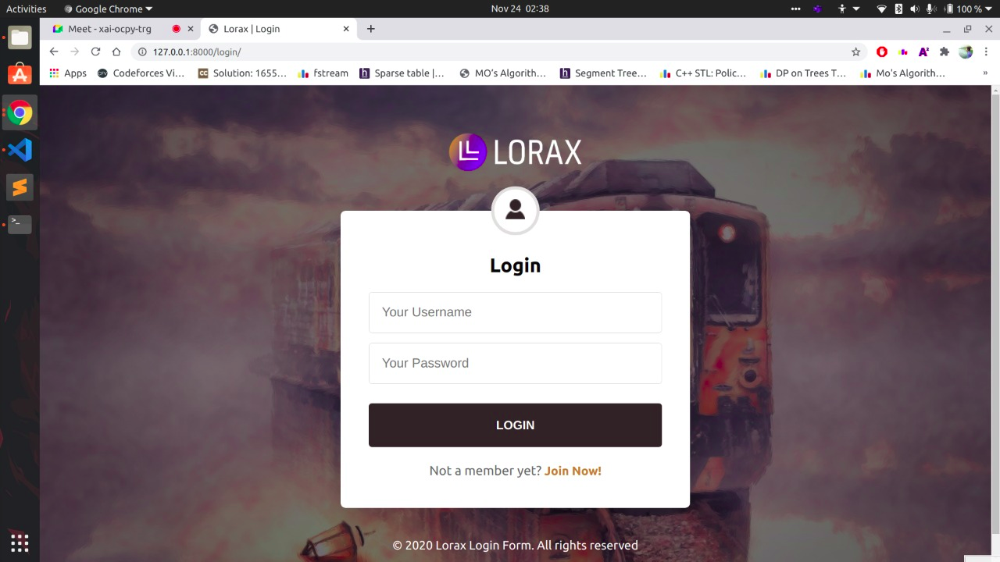 Activities Google Chrome Nov 24 02:38 100 %
Meet - xai-ocpy-trg Lorax | Login
127.0.0.1:8000/login/
Apps Codeforces Vi… Solution: 1655… fstream Sparse table |… MO's Algorith… Segment Tree… C++ STL: Polic… DP on Trees T… Mo's Algorith… »
LORAX
Login
Your Username
Your Password
LOGIN
Not a member yet? Join Now!
© 2020 Lorax Login Form. All rights reserved